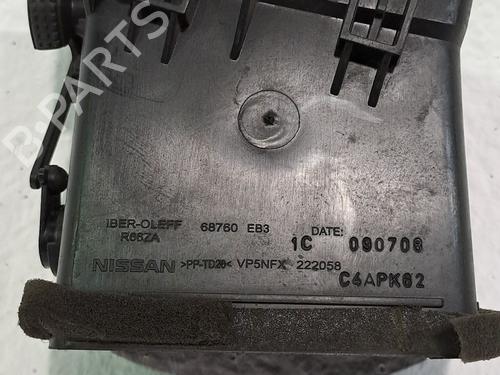 B-PARTS
IBER-OLEFF 68760 EB3 DATE:
R66ZA 1C 090708
NISSAN >PP-TD20< VP5NFX 222058
C4APK62